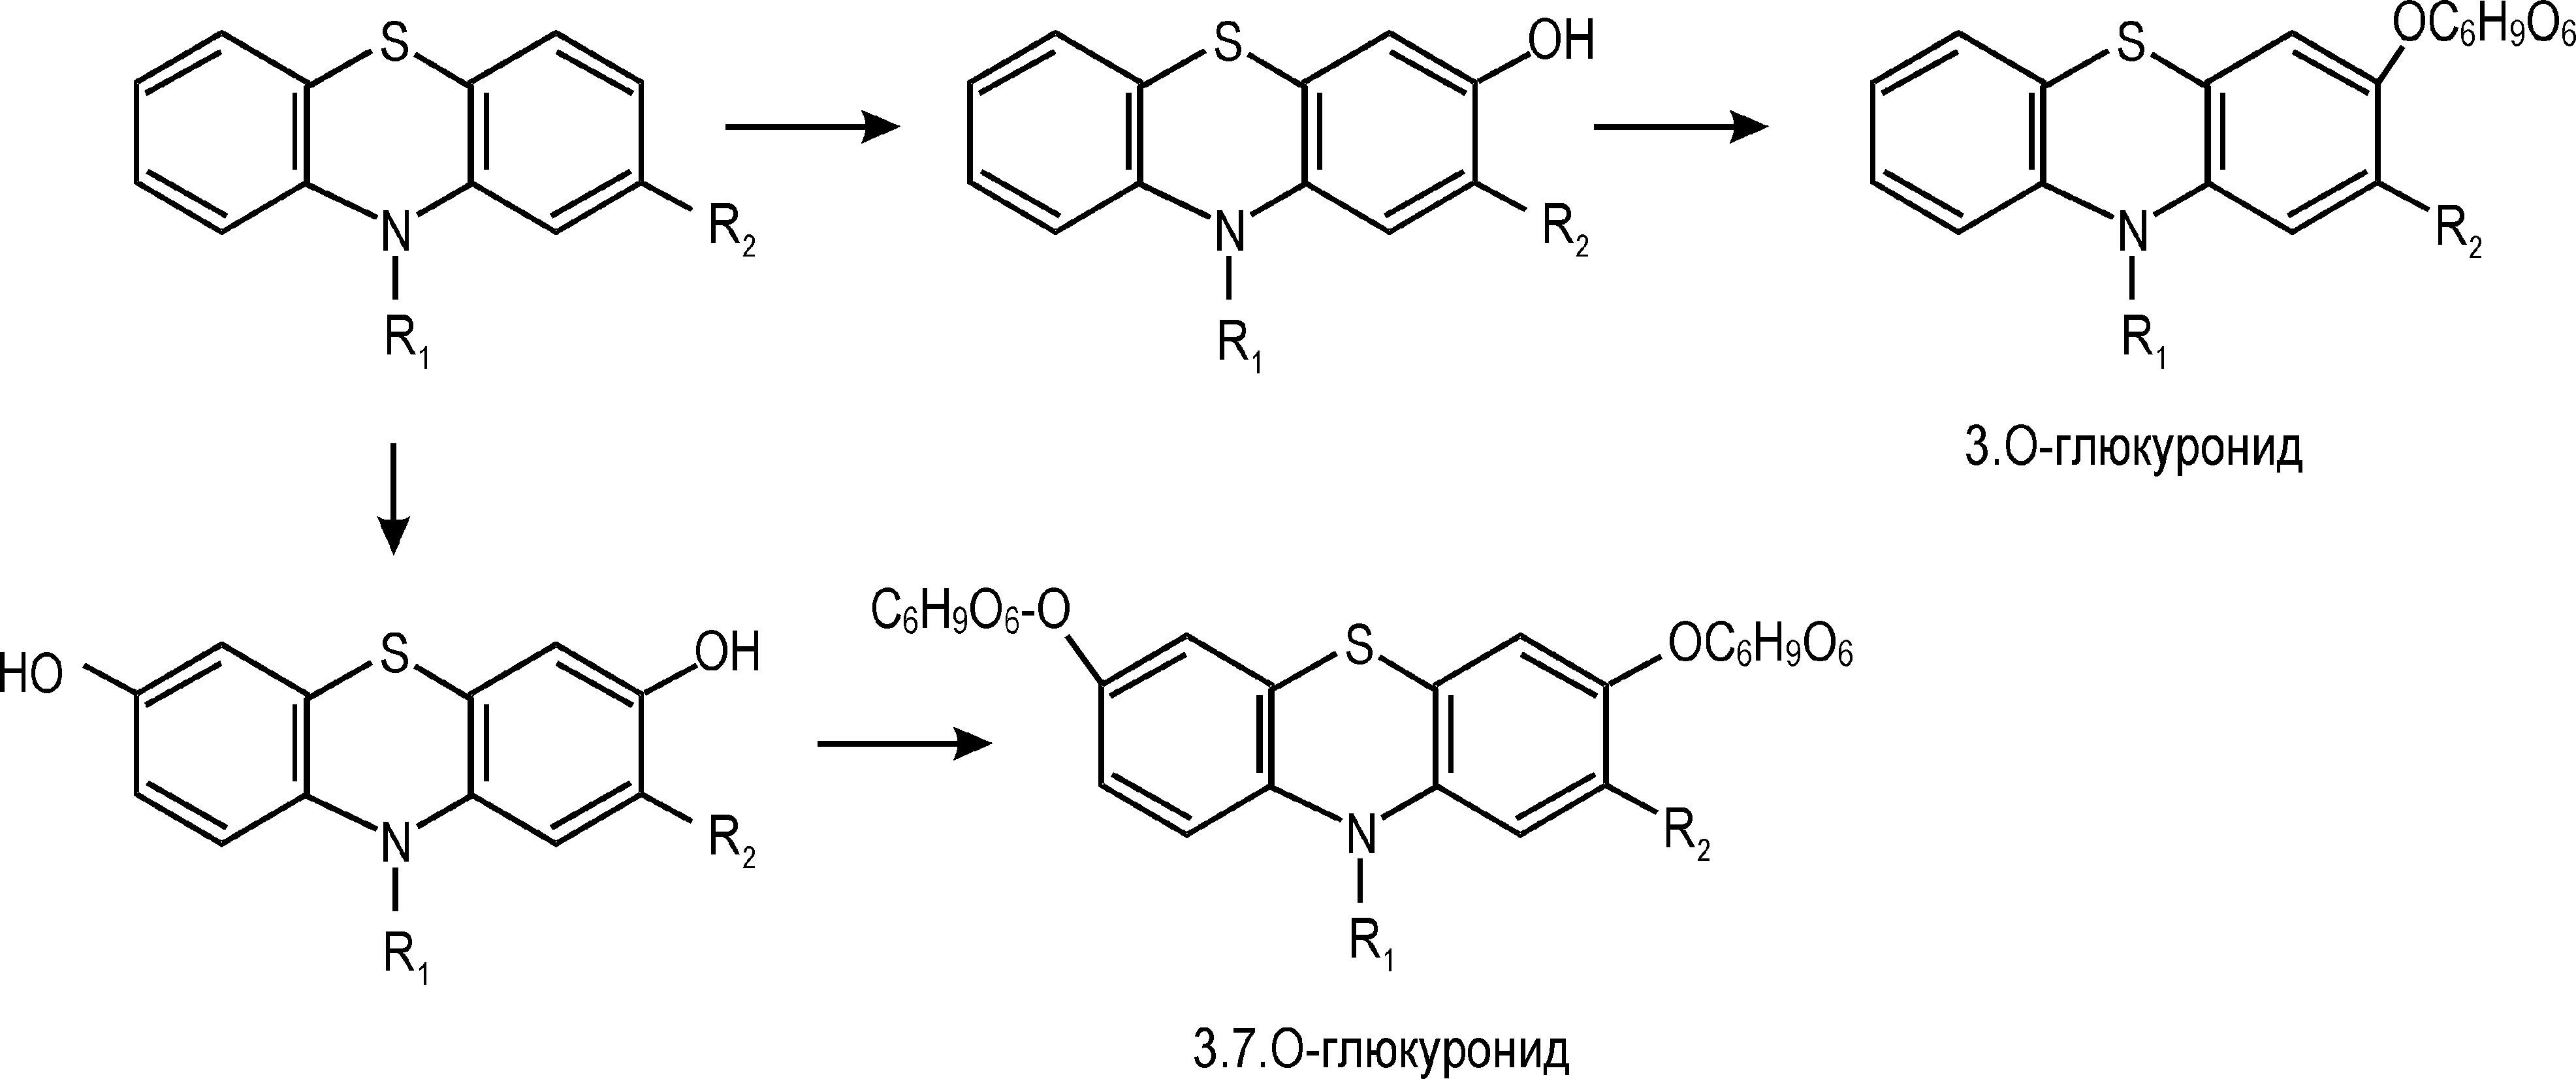 S
N
R1
R2
S
OH
N
R1
R2
S
OC6H9O6
N
R1
R2
3.О-глюкуронид
HO
S
OH
N
R1
R2
C6H9O6-O
S
OC6H9O6
N
R1
R2
3.7.О-глюкуронид